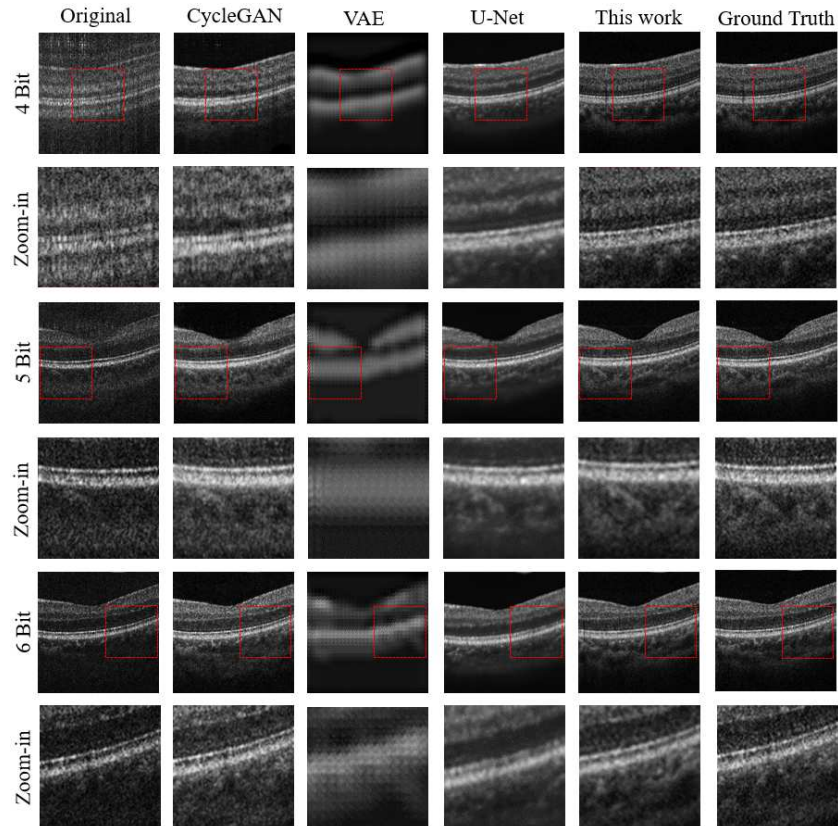 Original CycleGAN VAE U-Net This work Ground Truth
4 Bit
Zoom-in
5 Bit
Zoom-in
6 Bit
Zoom-in